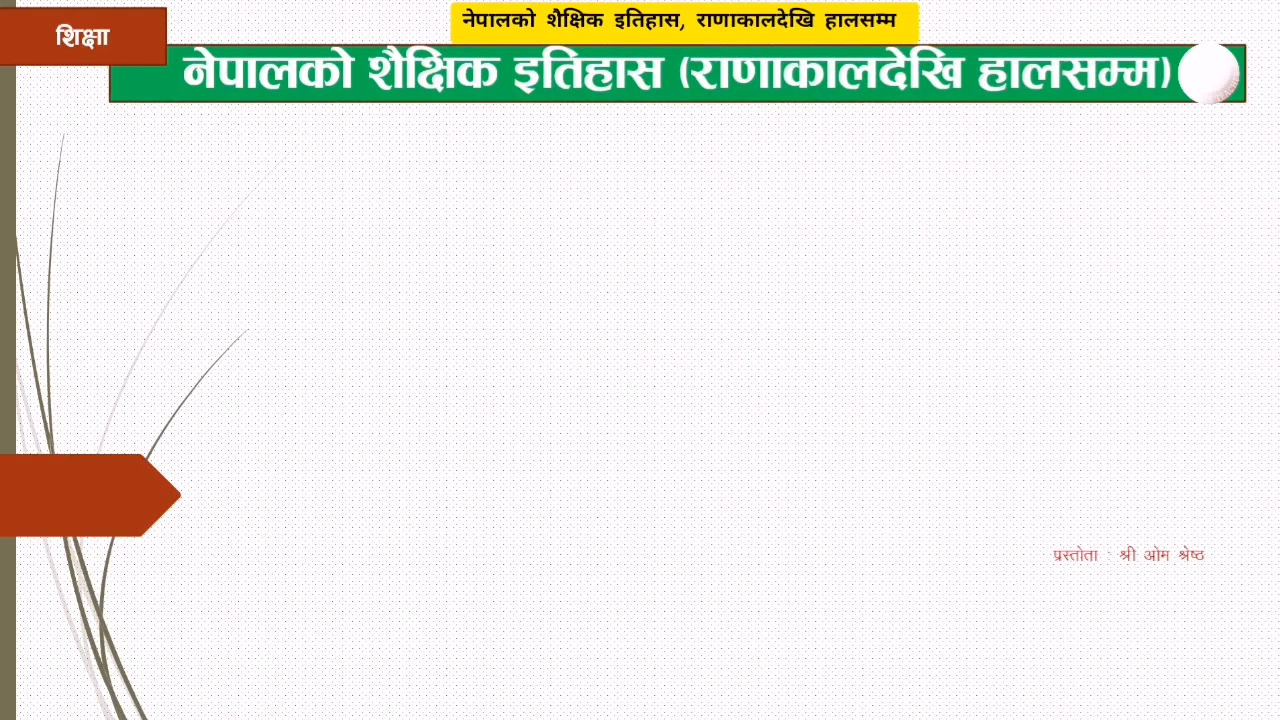 नेपालको शैक्षिक इतिहास, राणाकालदेखि हालसम्म
शिक्षा
नेपालको शैक्षिक इतिहास (राणाकालदेखि हालसम्म)
प्रस्तोता : श्री ओम श्रेष्ठ